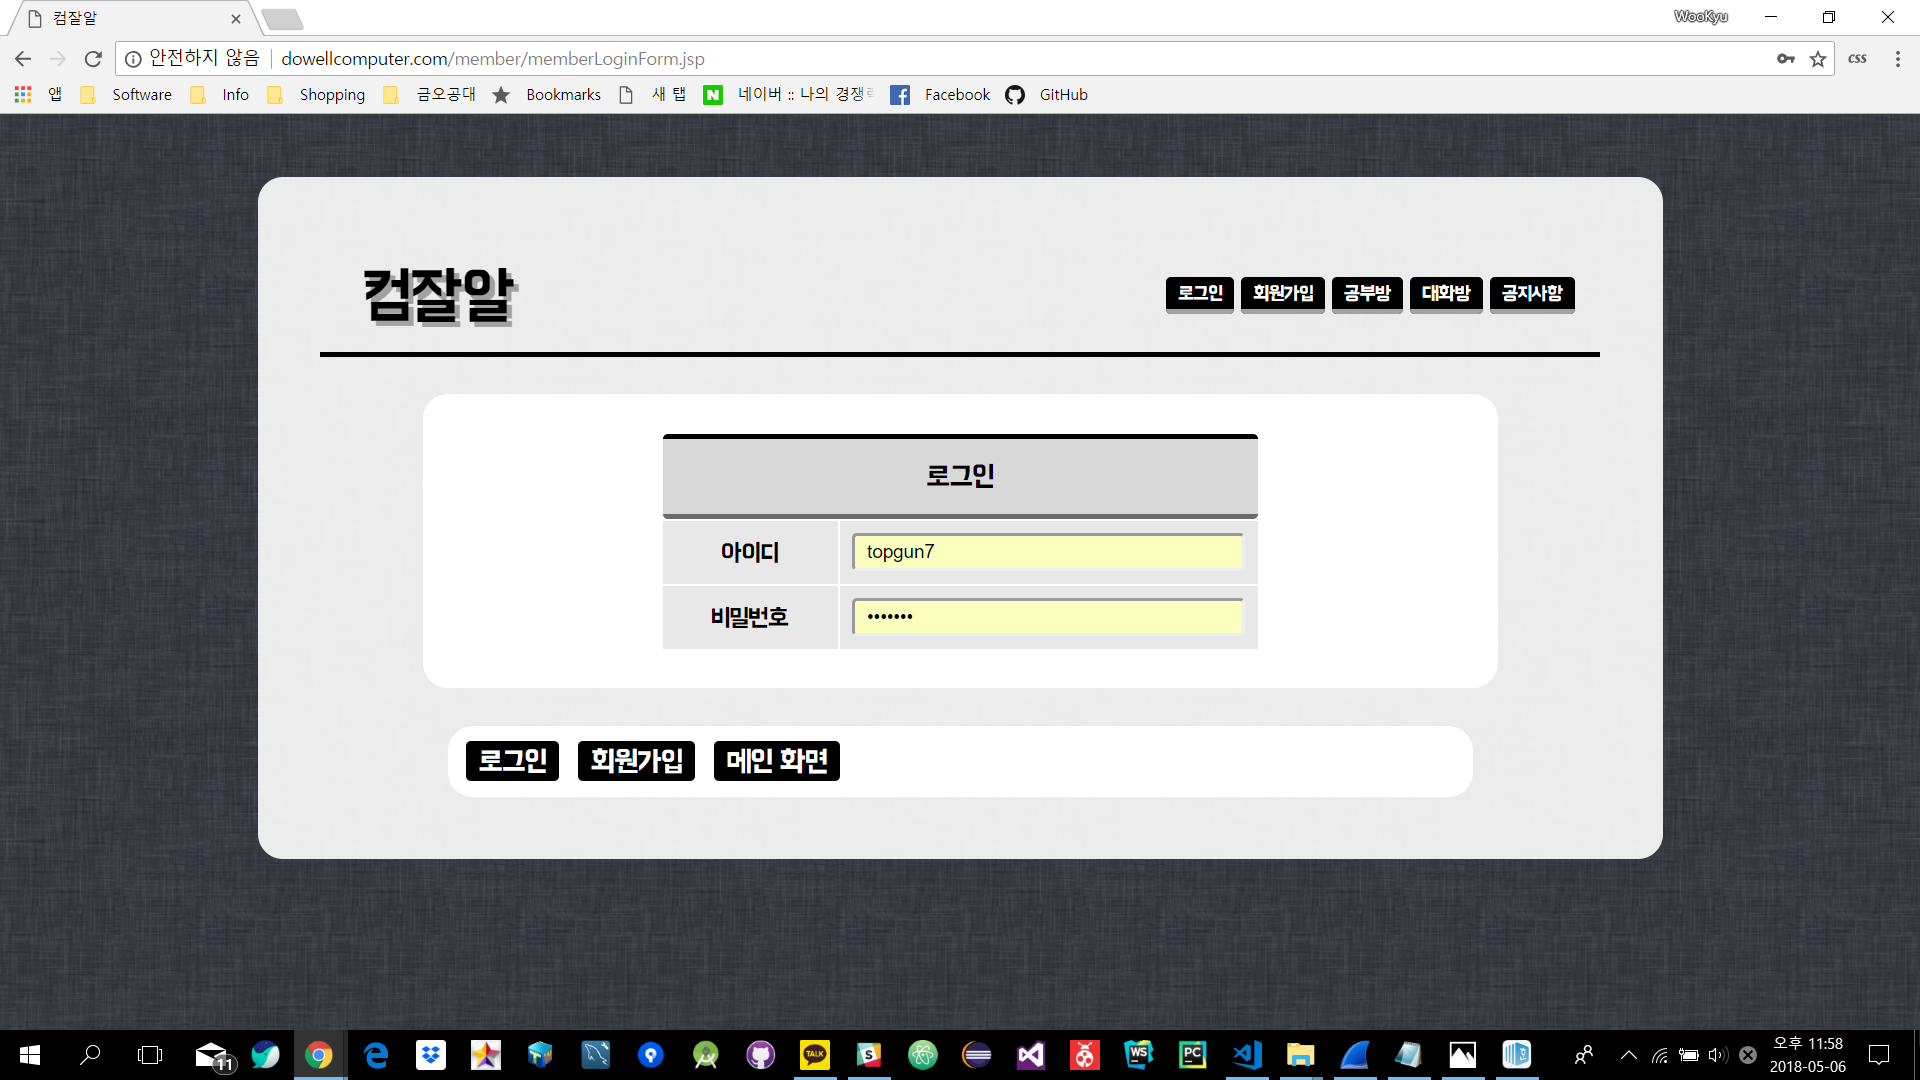 컴잘알
WooKyu
안전하지 않음 dowellcomputer.com/member/memberLoginForm.jsp
CSS
앱 Software Info Shopping 금오공대 Bookmarks 새 탭 N 네이버 :: 나의 경쟁력 Facebook GitHub
컴잘알
로그인 회원가입 공부방 대화방 공지사항
로그인
아이디 topgun7
비밀번호 •••••••
로그인 회원가입 메인 화면
11
TALK
S
WS
PC
오후 11:58
2018-05-06